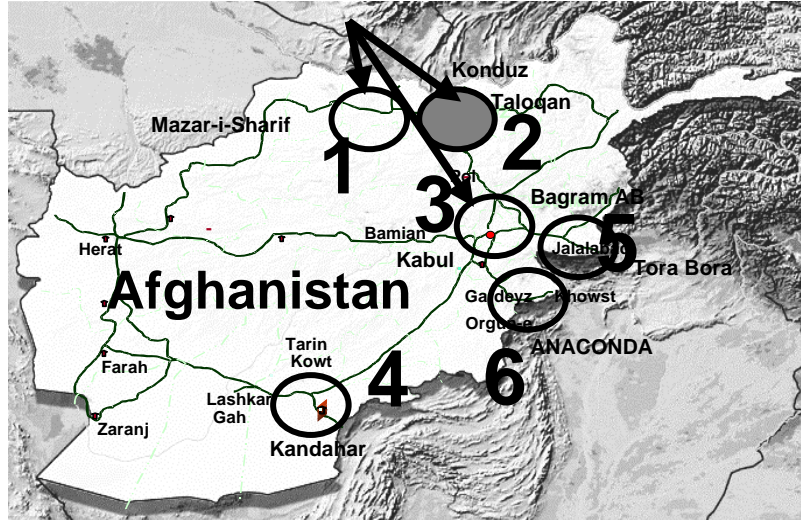 Konduz
Taloqan
Mazar-i-Sharif
1
2
3
Bagram AB
Bamian
5
Herat
Kabul
Tora Bora
Afghanistan
Khowst
Tarin
Kowt
ANACONDA
4
6
Farah
Lashkar
Gah
Zaranj
Kandahar